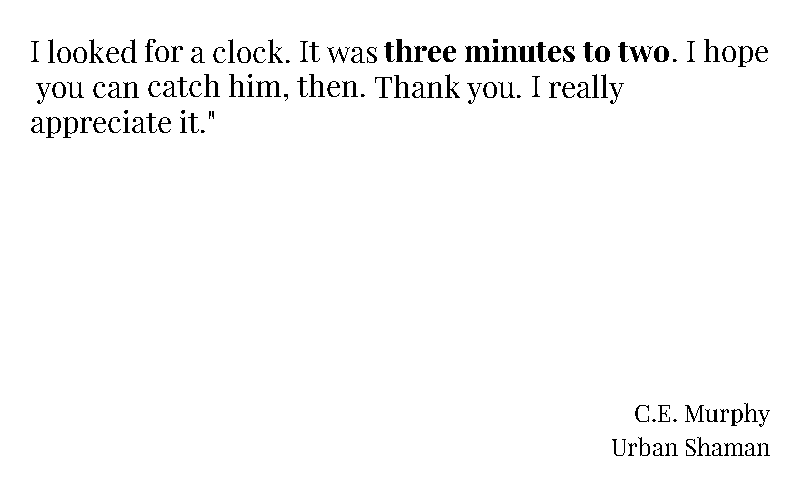 I looked for a clock. It was three minutes to two. I hope
you can catch him, then. Thank you. I really
appreciate it."
C.E. Murphy
Urban Shaman